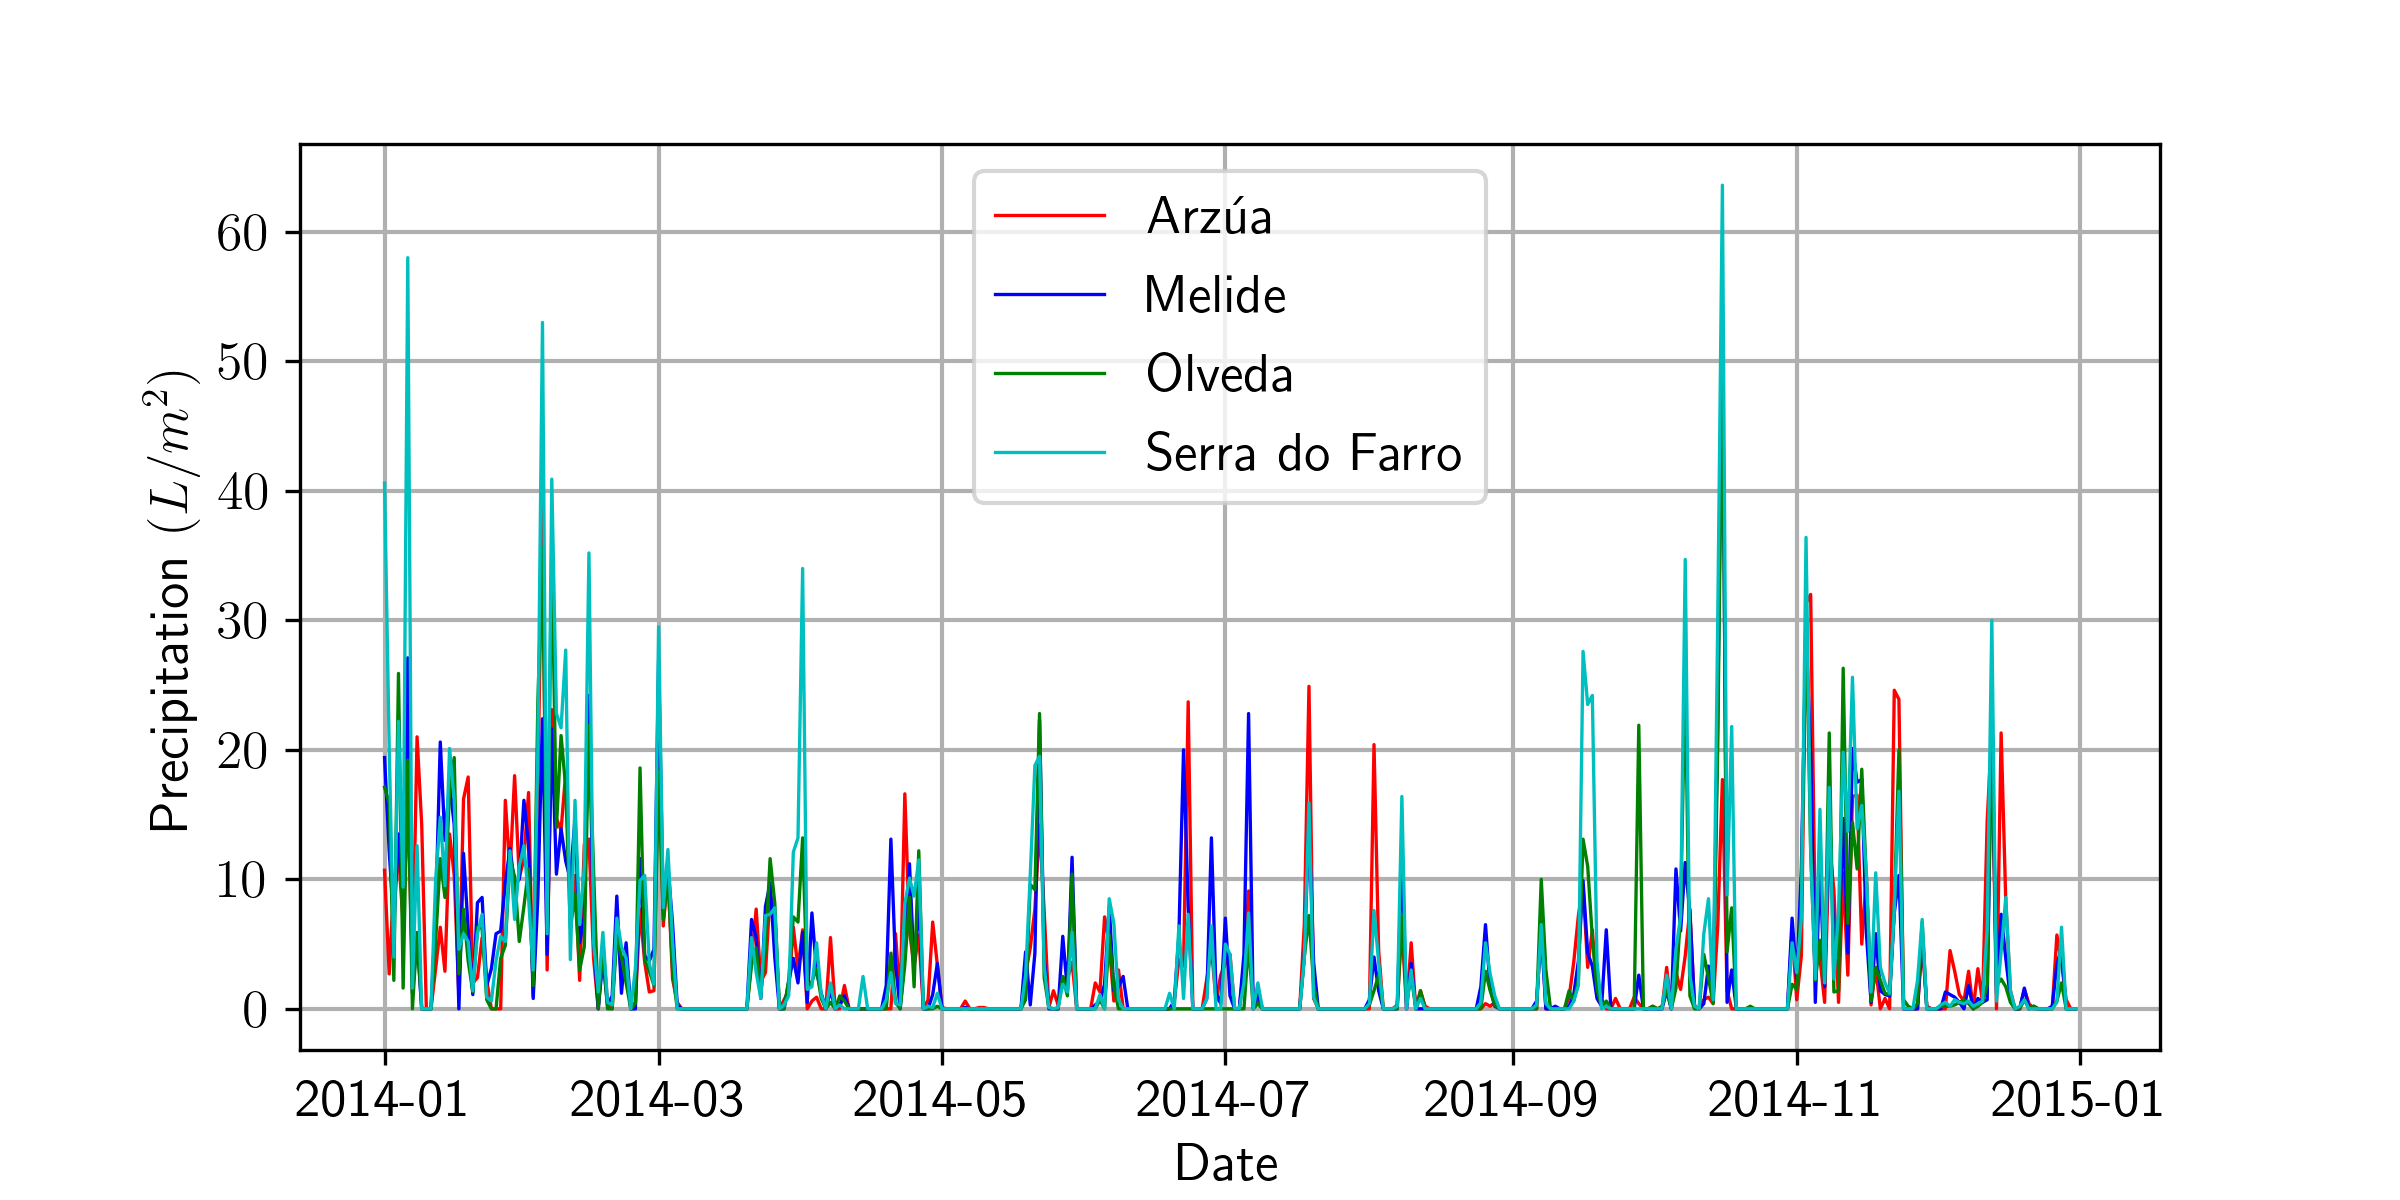 Arzúa
Melide
Olveda
Serra do Farro
60
50
40
30
20
10
0
Precipitation (L/m²)
2014-01 2014-03 2014-05 2014-07 2014-09 2014-11 2015-01
Date